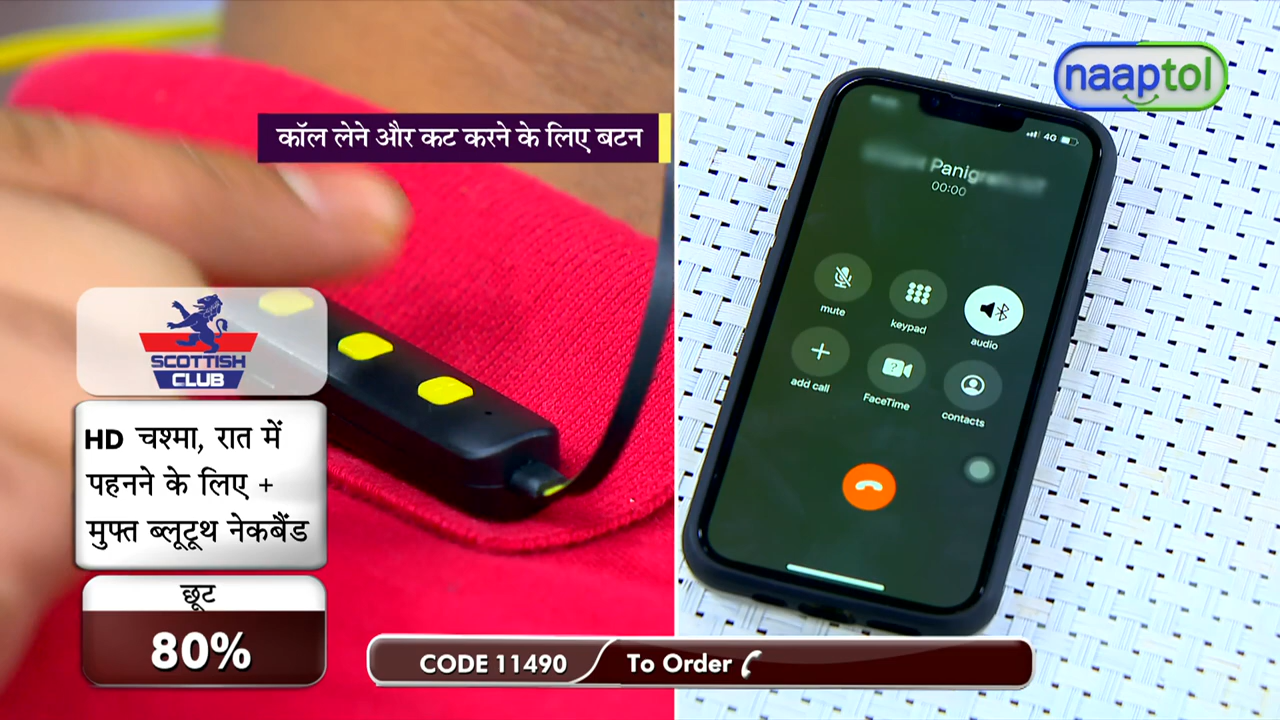 naaptol
कॉल लेने और कट करने के लिए बटन
4G
Panigra
00:00
mute
keypad
audio
add call
FaceTime
contacts
SCOTTISH
CLUB
HD चश्मा, रात में
पहनने के लिए +
मुफ्त ब्लूटूथ नेकबैंड
छूट
80%
CODE 11490
To Order